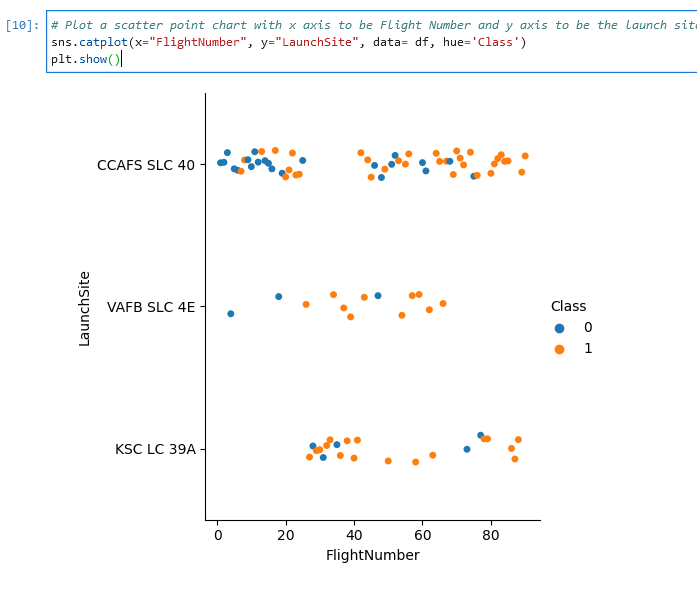 [10]: # Plot a scatter point chart with x axis to be Flight Number and y axis to be the launch
sns.catplot(x="FlightNumber", y="LaunchSite", data= df, hue='Class')
plt.show()
CCAFS SLC 40
VAFB SLC 4E
KSC LC 39A
LaunchSite
0 20 40 60 80
FlightNumber
Class
0
1